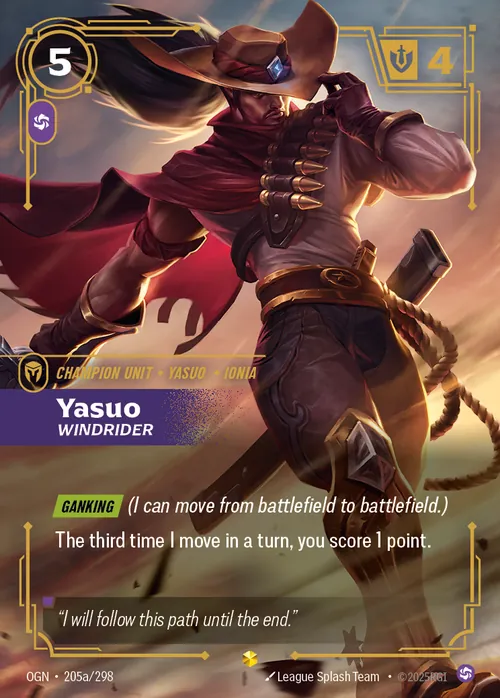 5
4
CHAMPION UNIT • YASUO • IONIA
Yasuo
WINDRIDER
GANKING (I can move from battlefield to battlefield.)
The third time I move in a turn, you score 1 point.
“I will follow this path until the end.”
OGN • 205a/298 League Splash Team • ©2025 RGI